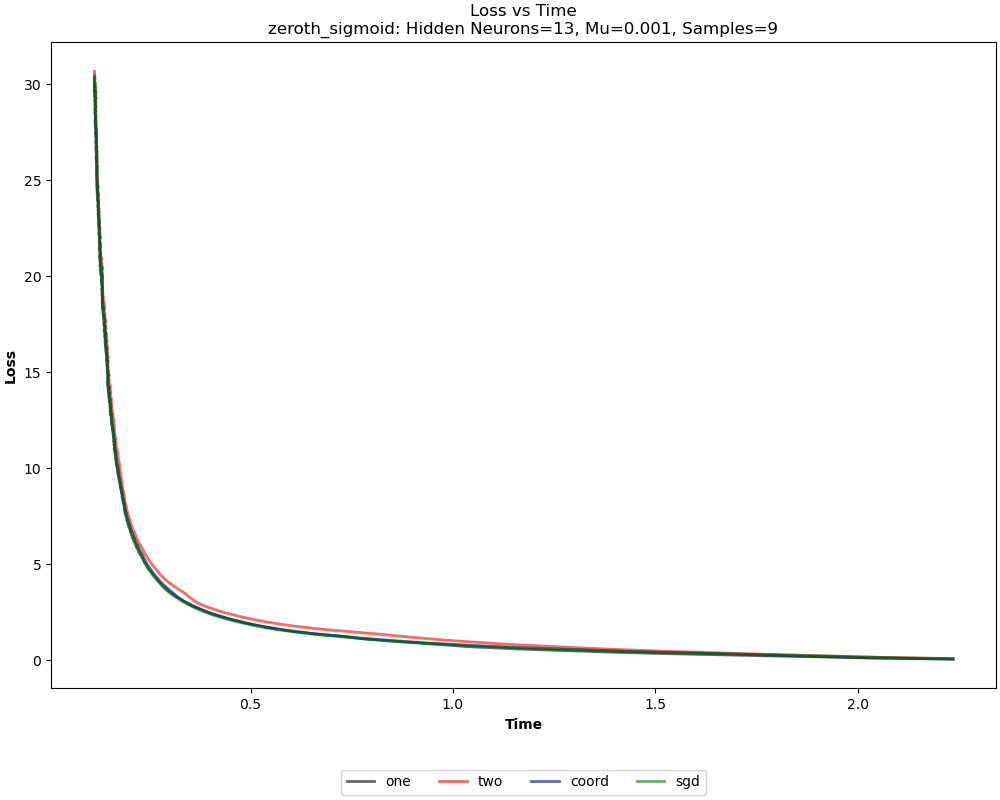 Loss vs Time
zeroth_sigmoid: Hidden Neurons=13, Mu=0.001, Samples=9
30
25
20
15
10
5
0
Loss
0.5 1.0 1.5 2.0
Time
one two coord sgd